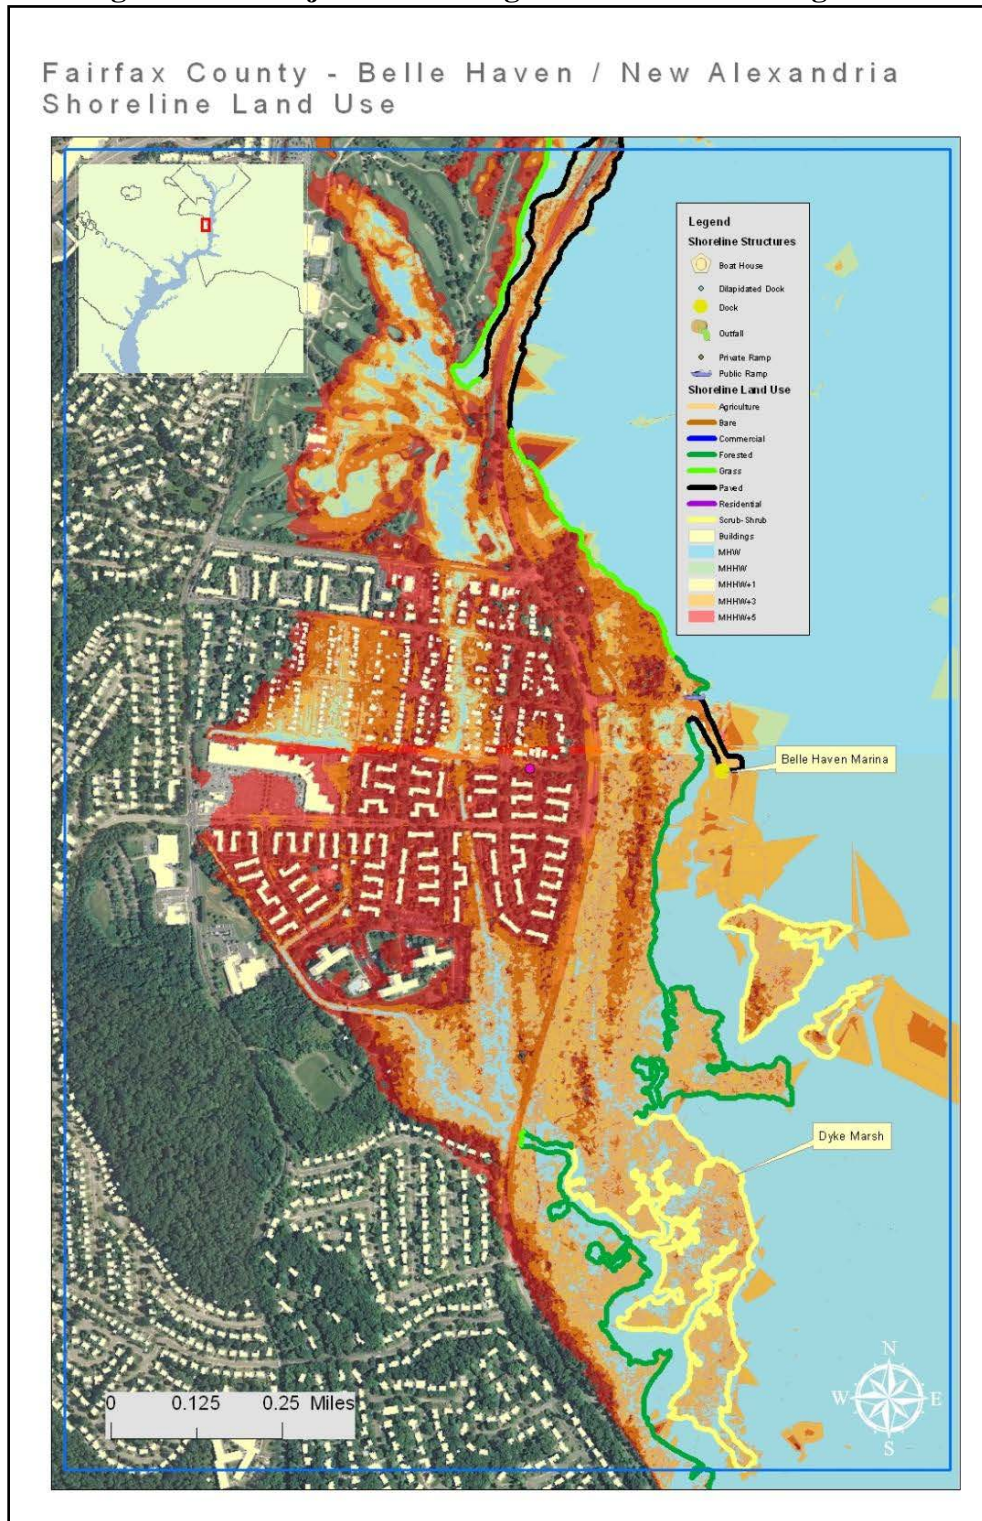 Fairfax County - Belle Haven / New Alexandria
Shoreline Land Use
Legend
Shoreline Structures
Boat House
Dilapidated Dock
Dock
Outfall
Private Ramp
Public Ramp
Shoreline Land Use
Agriculture
Bare
Commercial
Forested
Grass
Paved
Residential
Scrub-Shrub
Buildings
MHW
MHHW
MHHW+1
MHHW+3
MHHW+5
Belle Haven Marina
Dyke Marsh
N
W E
S
0 0.125 0.25 Miles